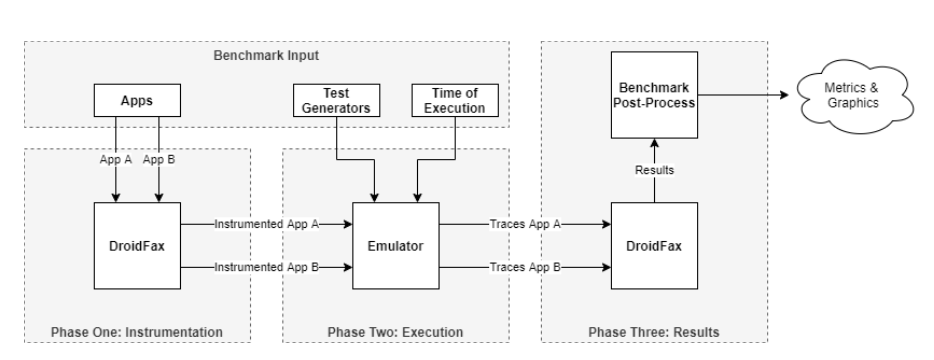 Benchmark Input
Apps
Test
Generators
Time of
Execution
Benchmark
Post-Process
Metrics &
Graphics
App A
App B
Results
DroidFax
Instrumented App A
Instrumented App B
Emulator
Traces App A
Traces App B
DroidFax
Phase One: Instrumentation
Phase Two: Execution
Phase Three: Results